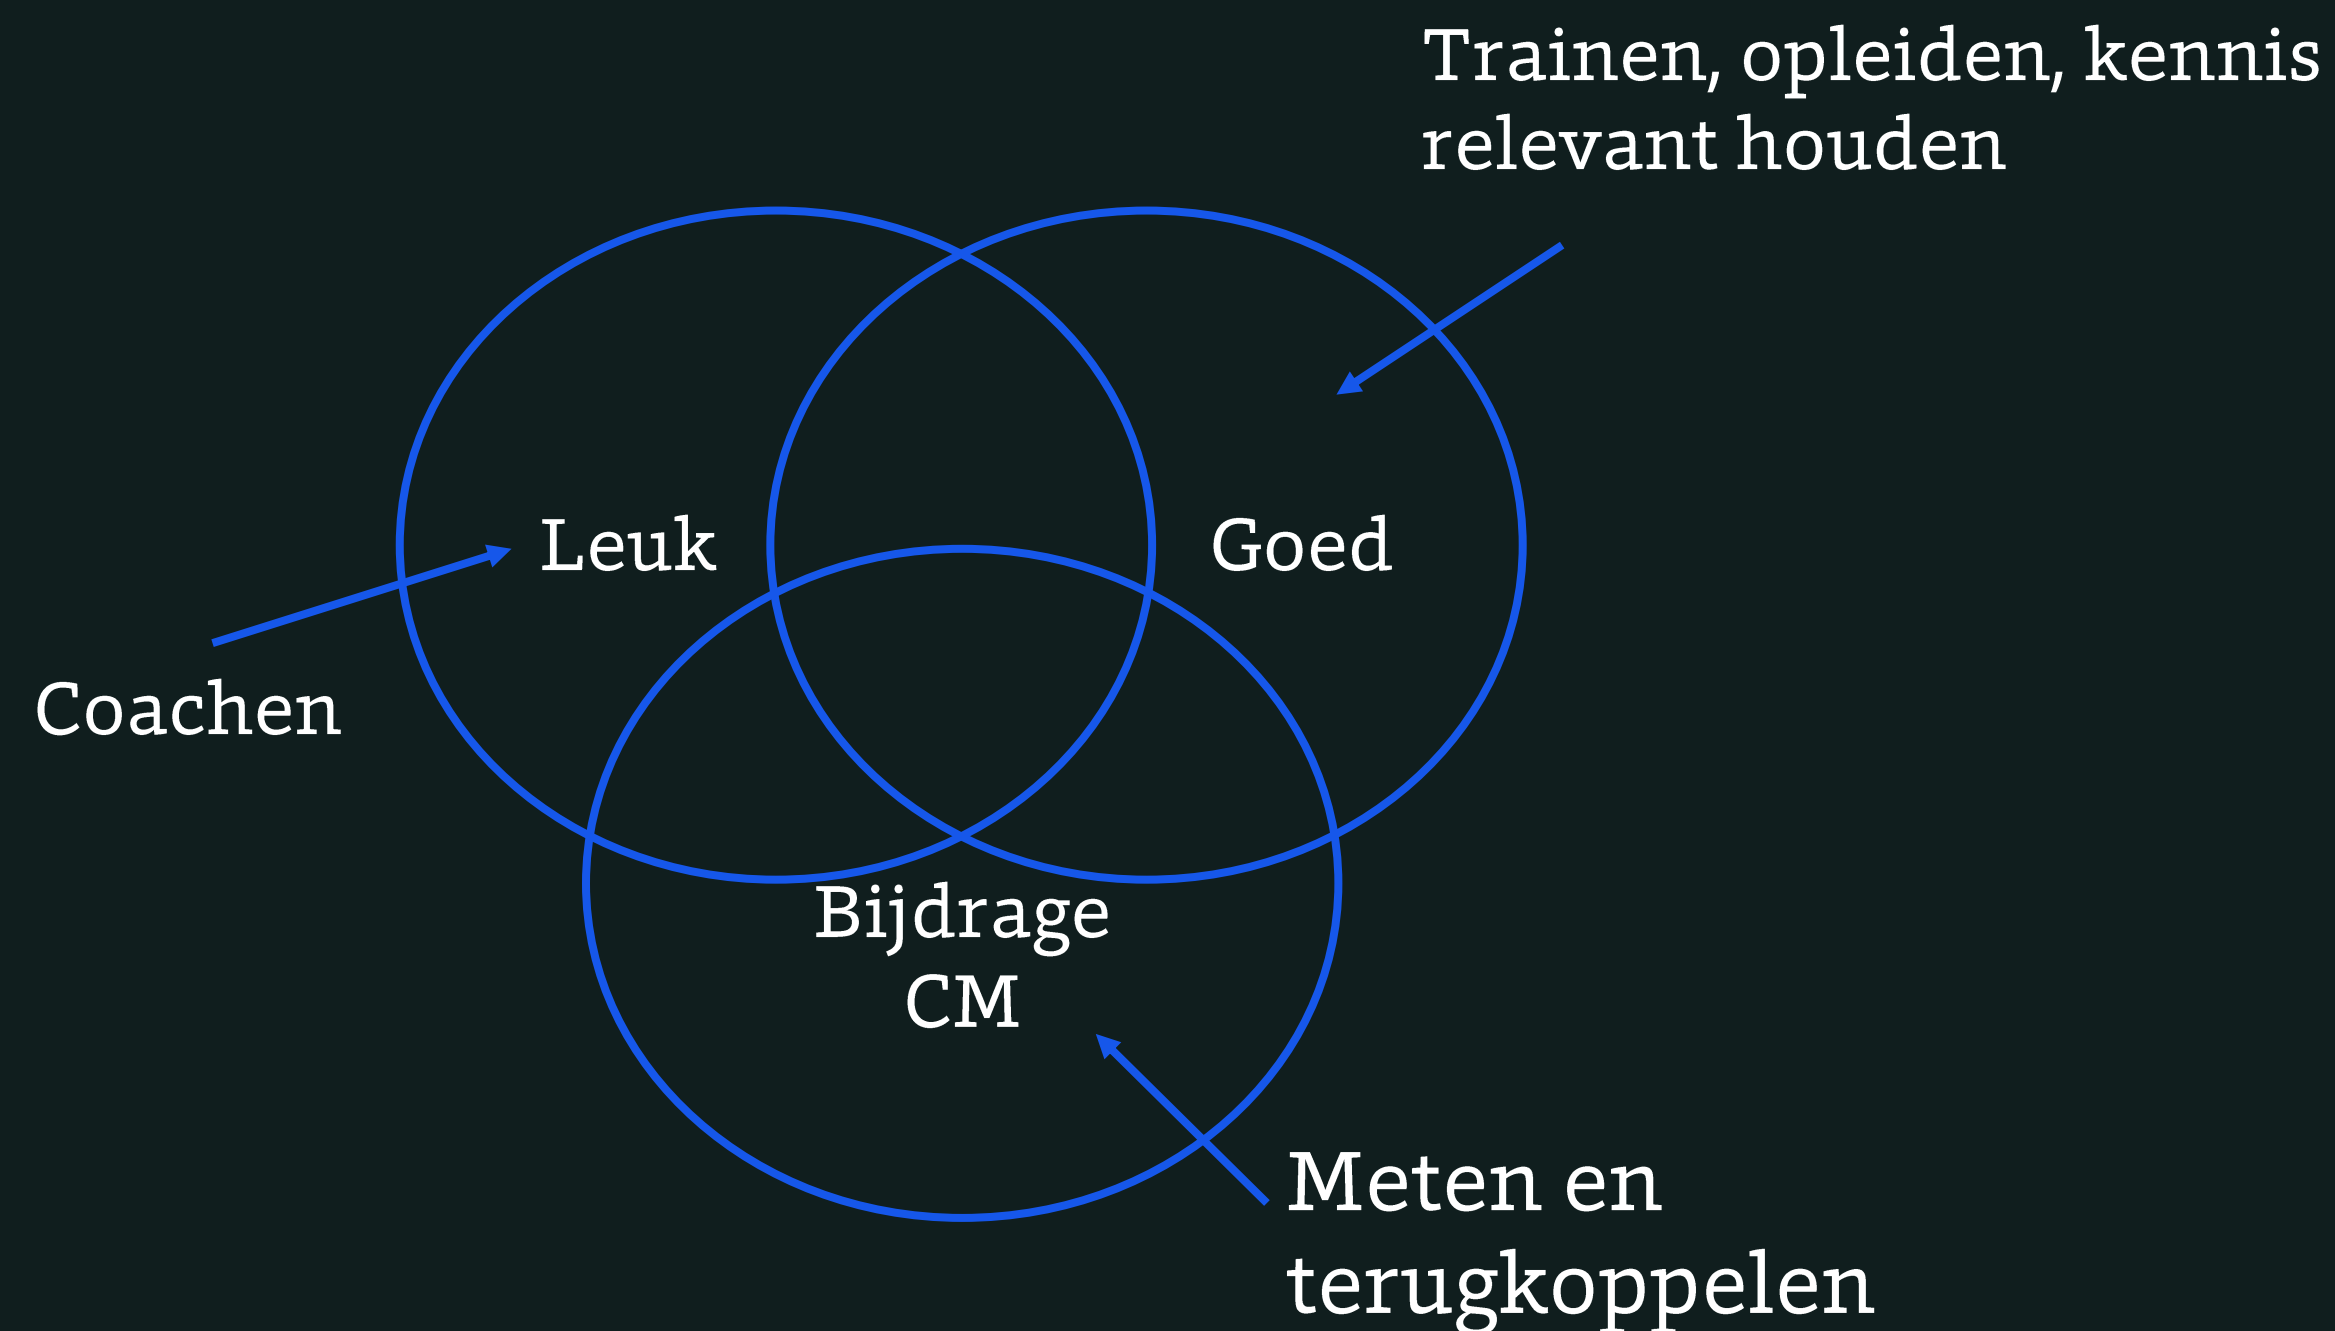 Trainen, opleiden, kennis
relevant houden
Leuk
Goed
Coachen
Bijdrage
CM
Meten en
terugkoppelen